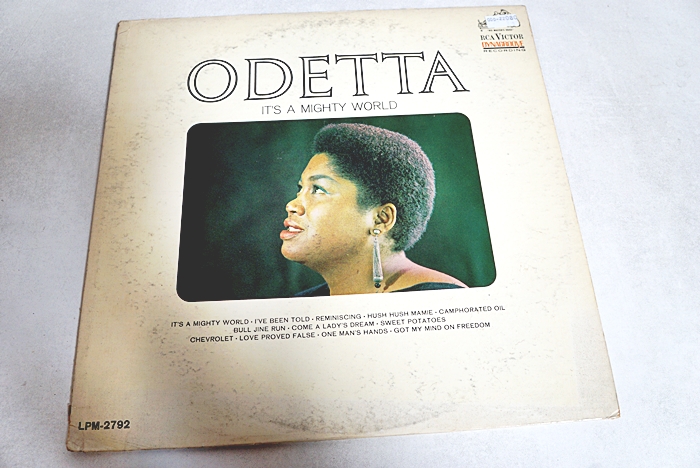 RCA VICTOR
DYNAGROOVE
RECORDING
ODETTA
IT'S A MIGHTY WORLD
IT'S A MIGHTY WORLD • I'VE BEEN TOLD • REMINISCING • HUSH HUSH MAMIE • CAMPHORATED OIL
BULL JINE RUN • COME A LADY'S DREAM • SWEET POTATOES
CHEVROLET • LOVE PROVED FALSE • ONE MAN'S HANDS • GOT MY MIND ON FREEDOM
LPM-2792